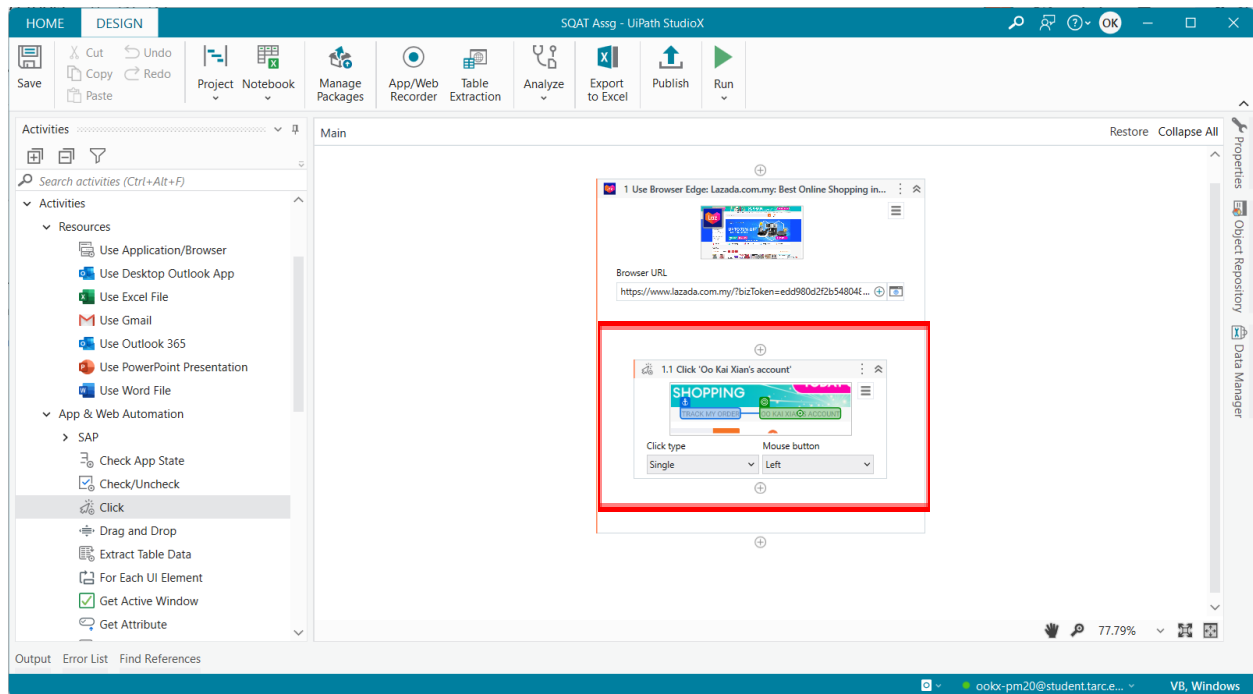 HOME DESIGN SQAT Assg - UiPath StudioX OK
Save
Cut
Copy
Paste
Undo
Redo
Project
Notebook
Manage
Packages
App/Web
Recorder
Table
Extraction
Analyze
Export
to Excel
Publish
Run
Activities
Search activities (Ctrl+Alt+F)
Activities
Resources
Use Application/Browser
Use Desktop Outlook App
Use Excel File
Use Gmail
Use Outlook 365
Use PowerPoint Presentation
Use Word File
App & Web Automation
SAP
Check App State
Check/Uncheck
Click
Drag and Drop
Extract Table Data
For Each UI Element
Get Active Window
Get Attribute
Main
Restore Collapse All
1 Use Browser Edge: Lazada.com.my: Best Online Shopping in...
Browser URL
https://www.lazada.com.my/?bizToken=edd980d2f2b54804ε...
1.1 Click 'Oo Kai Xian's account'
SHOPPING
TRACK MY ORDER OO KAI XIAN'S ACCOUNT
Click type Mouse button
Single Left
77.79%
Properties
Object Repository
Data Manager
Output Error List Find References
ookx-pm20@student.tarc.e... VB, Windows